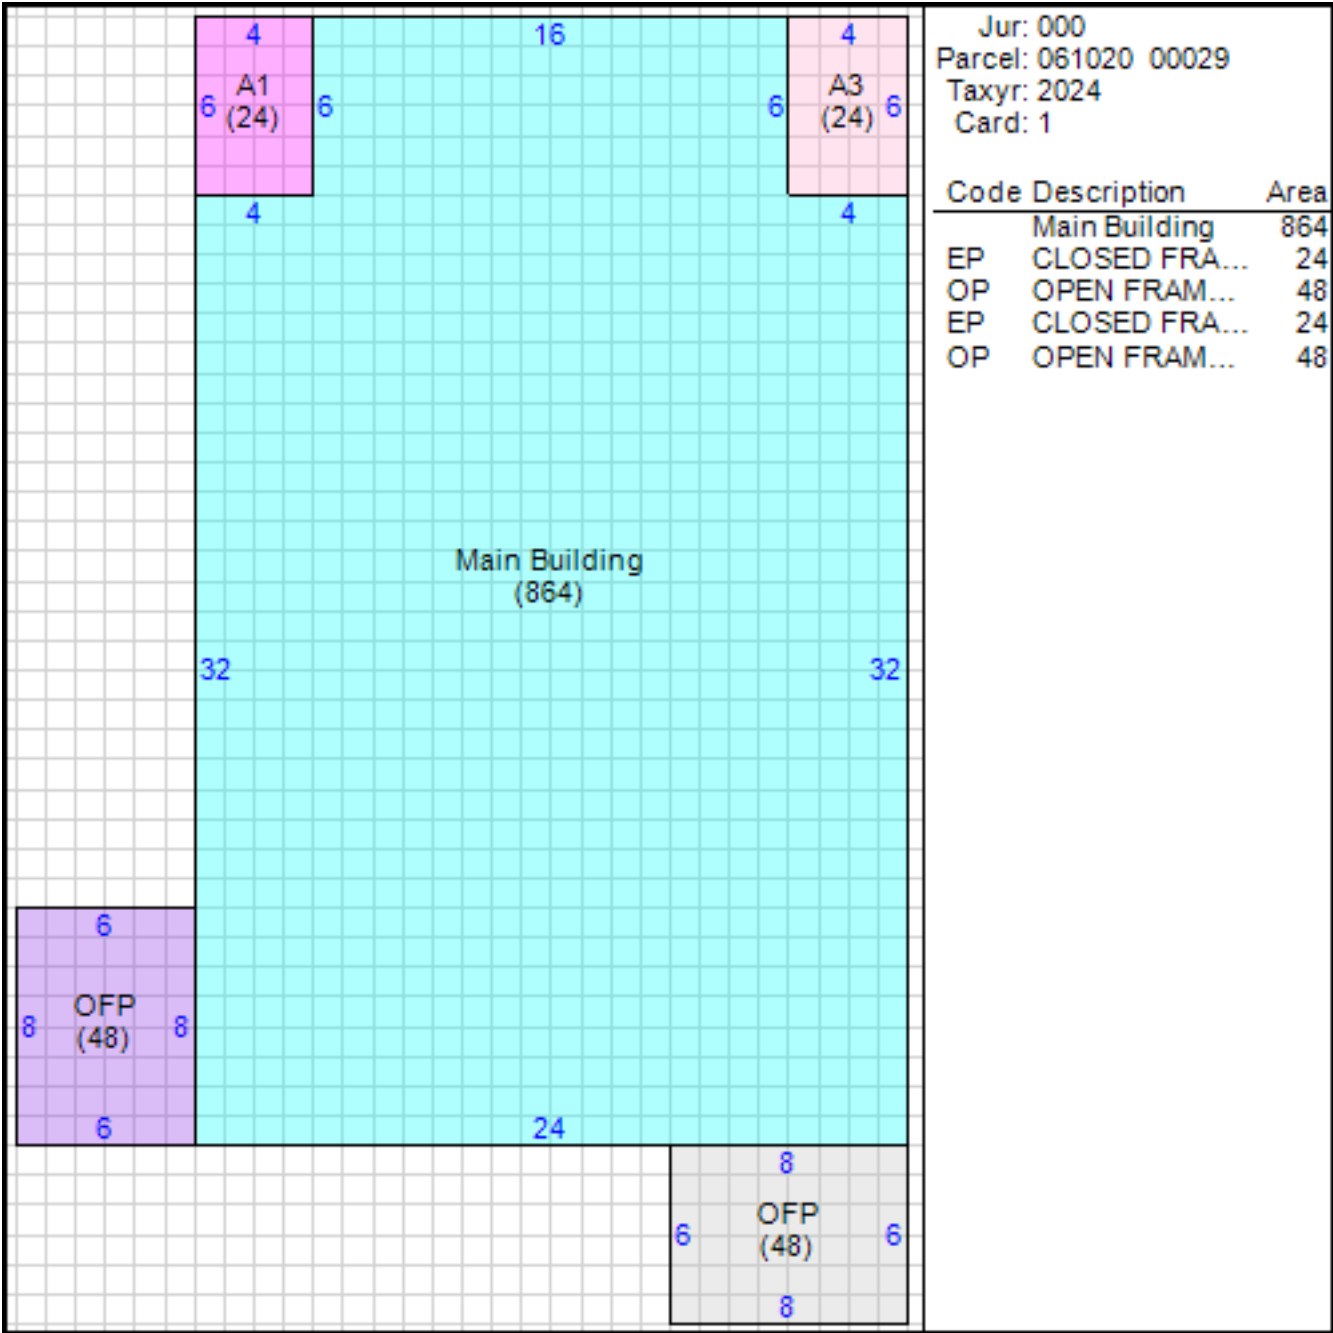 4
16
4
A1
(24)
6
6
A3
(24)
6
6
4
4
Main Building
(864)
32
32
6
OFP
(48)
8
8
6
24
8
OFP
(48)
6
6
8
Jur: 000
Parcel: 061020 00029
Taxyr: 2024
Card: 1
Code Description Area
Main Building 864
EP CLOSED FRA... 24
OP OPEN FRAM... 48
EP CLOSED FRA... 24
OP OPEN FRAM... 48